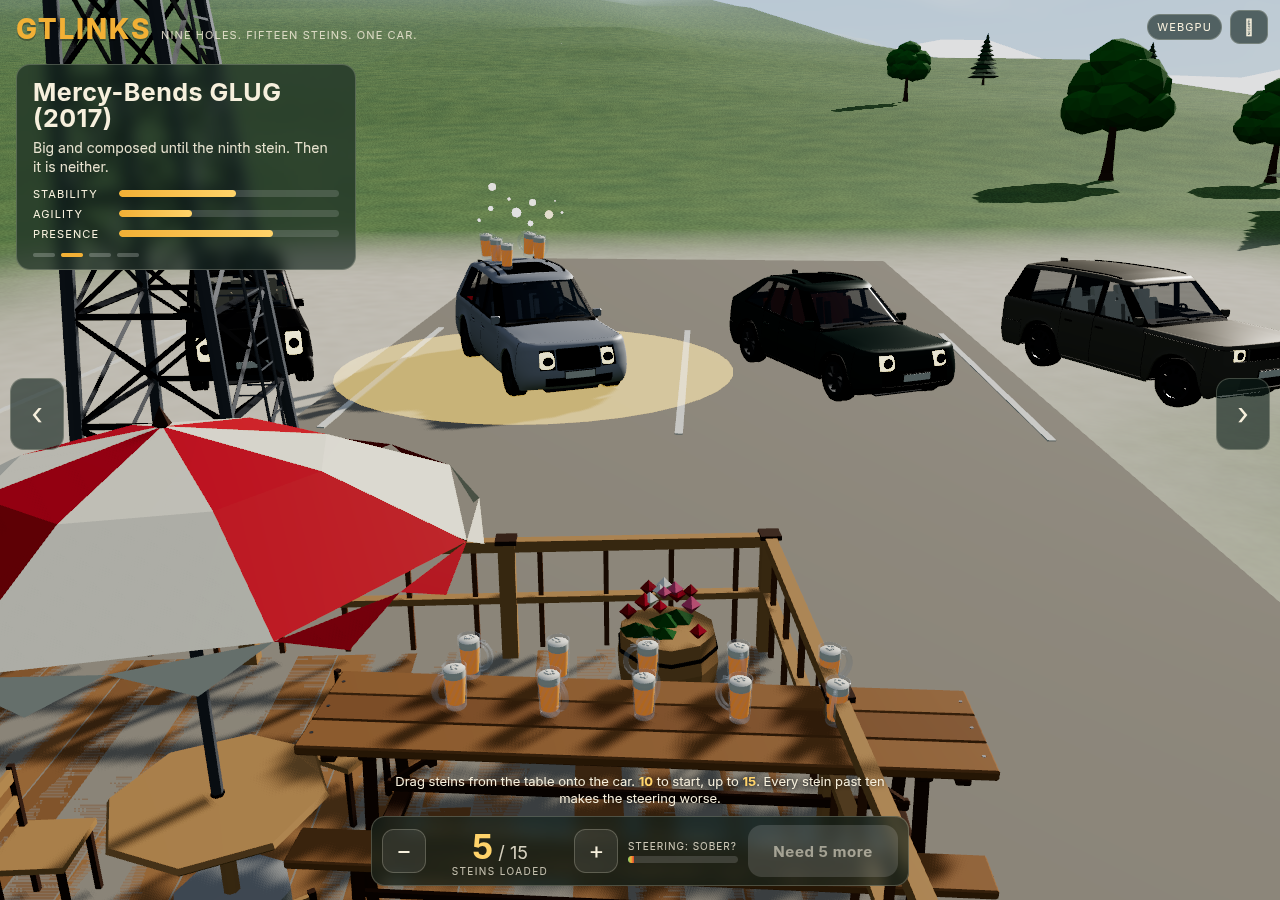 GTLINKS NINE HOLES. FIFTEEN STEINS. ONE CAR.
WEBGPU
Mercy-Bends GLUG
(2017)
Big and composed until the ninth stein. Then
it is neither.
STABILITY
AGILITY
PRESENCE
‹
›
Drag steins from the table onto the car. 10 to start, up to 15. Every stein past ten
makes the steering worse.
− 5 / 15 + STEERING: SOBER? Need 5 more
STEINS LOADED